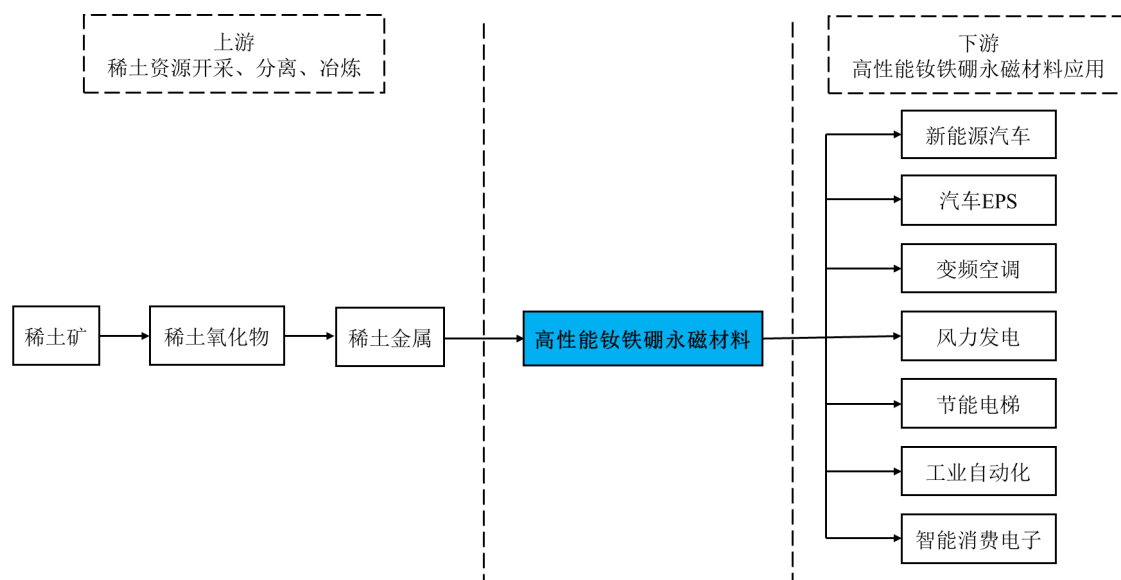 上游
稀土资源开采、分离、冶炼
下游
高性能钕铁硼永磁材料应用
稀土矿
稀土氧化物
稀土金属
高性能钕铁硼永磁材料
新能源汽车
汽车EPS
变频空调
风力发电
节能电梯
工业自动化
智能消费电子